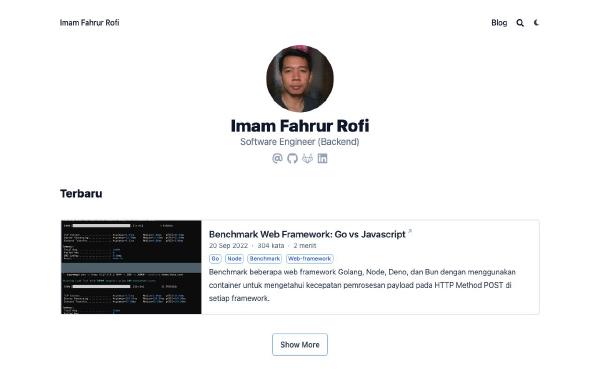 Imam Fahrur Rofi
Blog
Imam Fahrur Rofi
Software Engineer (Backend)
Terbaru
Benchmark Web Framework: Go vs Javascript
20 Sep 2022 · 304 kata · 2 menit
Go Node Benchmark Web-framework
Benchmark beberapa web framework Golang, Node, Deno, dan Bun dengan menggunakan
container untuk mengetahui kecepatan pemrosesan payload pada HTTP Method POST di
setiap framework.
Show More